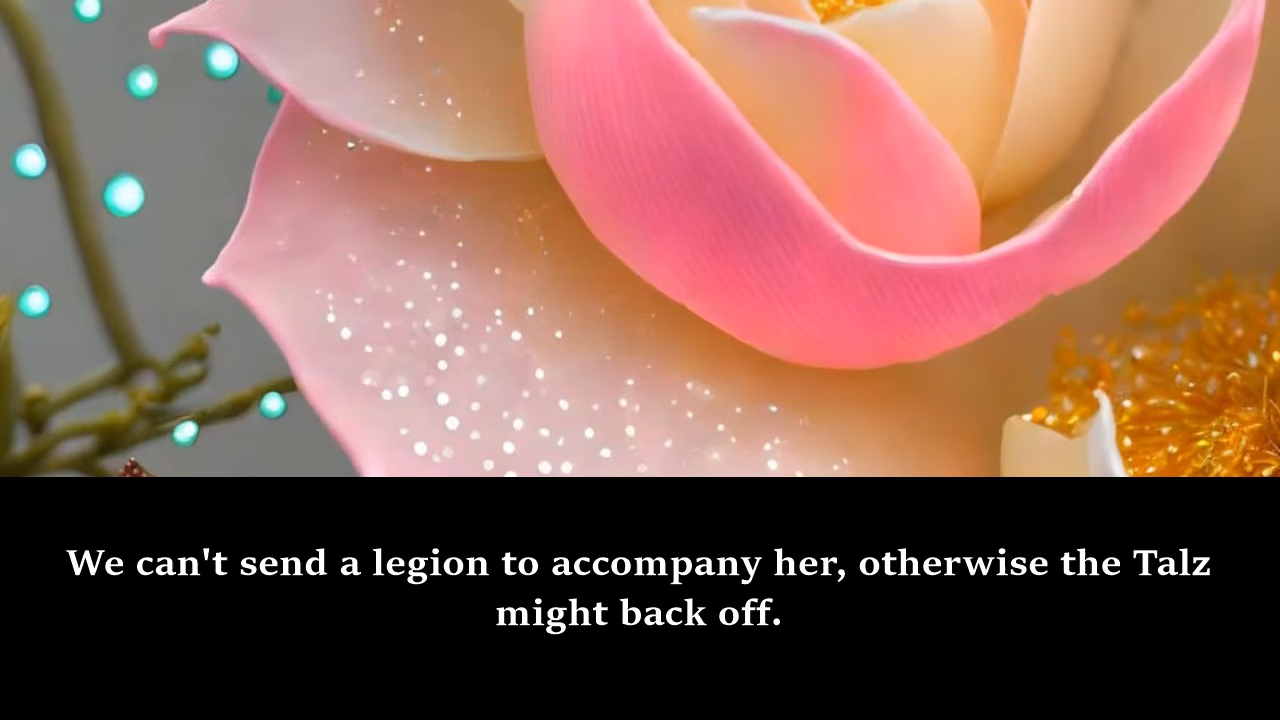 We can't send a legion to accompany her, otherwise the Talz
might back off.